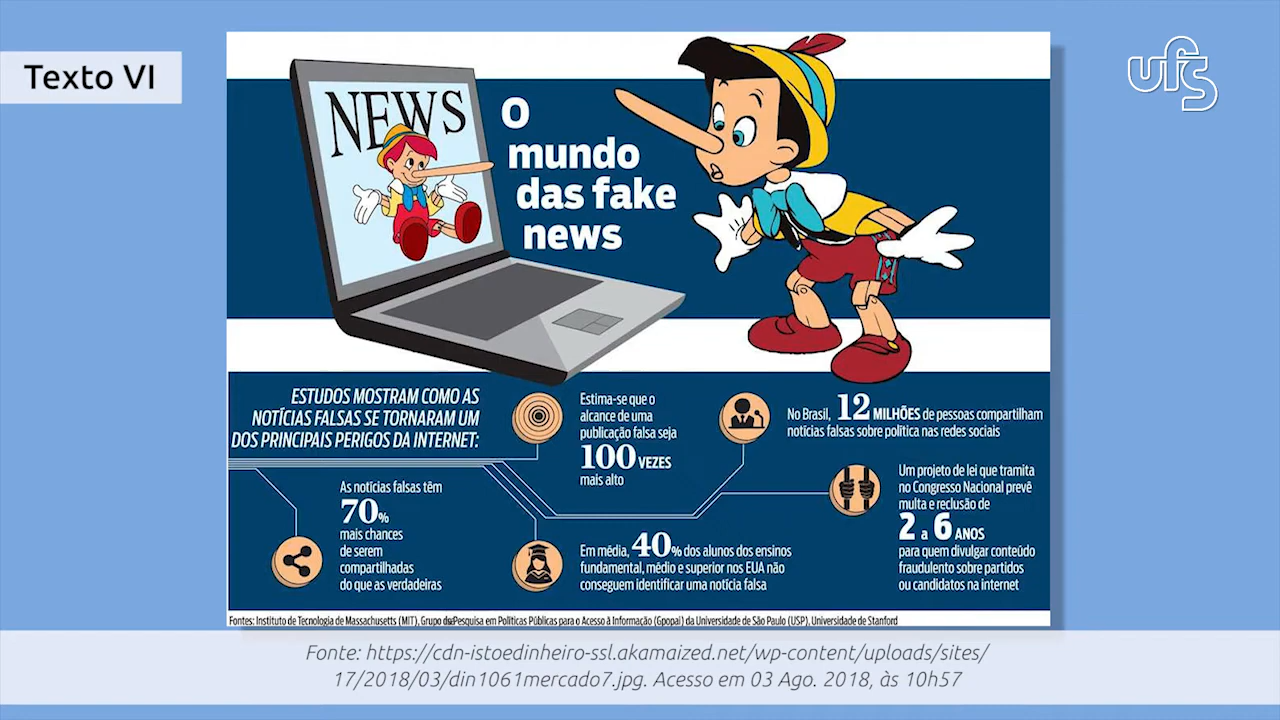 Texto VI
ufs
NEWS
O
mundo
das fake
news
ESTUDOS MOSTRAM COMO AS
NOTÍCIAS FALSAS SE TORNARAM UM
DOS PRINCIPAIS PERIGOS DA INTERNET:
As notícias falsas têm
70%
mais chances
de serem
compartilhadas
do que as verdadeiras
Estima-se que o
alcance de uma
publicação falsa seja
100 VEZES
mais alto
Em média, 40% dos alunos dos ensinos
fundamental, médio e superior nos EUA não
conseguem identificar uma notícia falsa
No Brasil, 12 MILHÕES de pessoas compartilham
notícias falsas sobre política nas redes sociais
Um projeto de lei que tramita
no Congresso Nacional prevê
multa e reclusão de
2 a 6 ANOS
para quem divulgar conteúdo
fraudulento sobre partidos
ou candidatos na internet
Fontes: Instituto de Tecnologia de Massachusetts (MIT), Grupo de Pesquisa em Políticas Públicas para o Acesso à Informação (Gpopai) da Universidade de São Paulo (USP), Universidade de Stanford
Fonte: https://cdn-istoedinheiro-ssl.akamaized.net/wp-content/uploads/sites/
17/2018/03/din1061mercado7.jpg. Acesso em 03 Ago. 2018, às 10h57